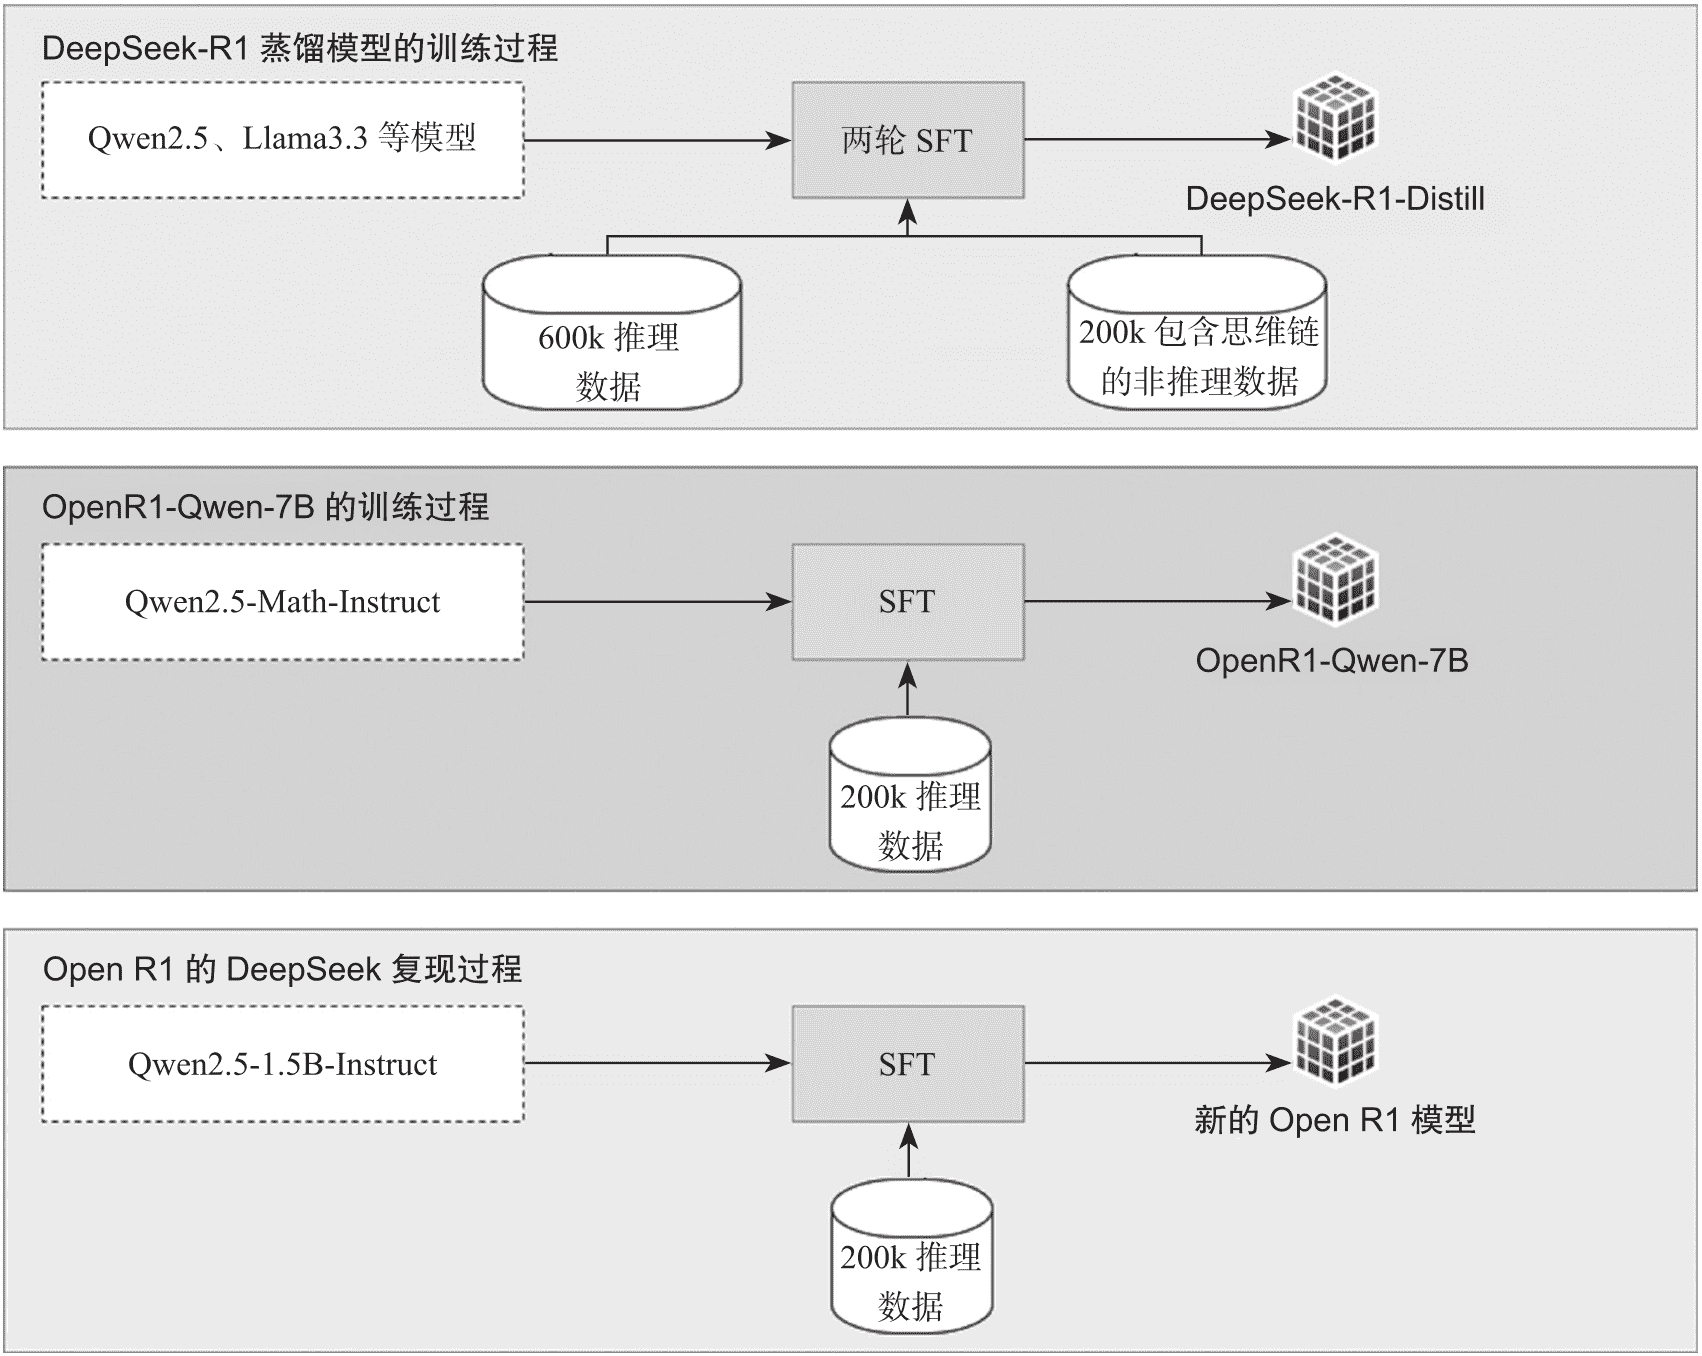 DeepSeek-R1 蒸馏模型的训练过程
Qwen2.5、Llama3.3 等模型
两轮 SFT
DeepSeek-R1-Distill
600k 推理
数据
200k 包含思维链
的非推理数据
OpenR1-Qwen-7B 的训练过程
Qwen2.5-Math-Instruct
SFT
OpenR1-Qwen-7B
200k 推理
数据
Open R1 的 DeepSeek 复现过程
Qwen2.5-1.5B-Instruct
SFT
新的 Open R1 模型
200k 推理
数据